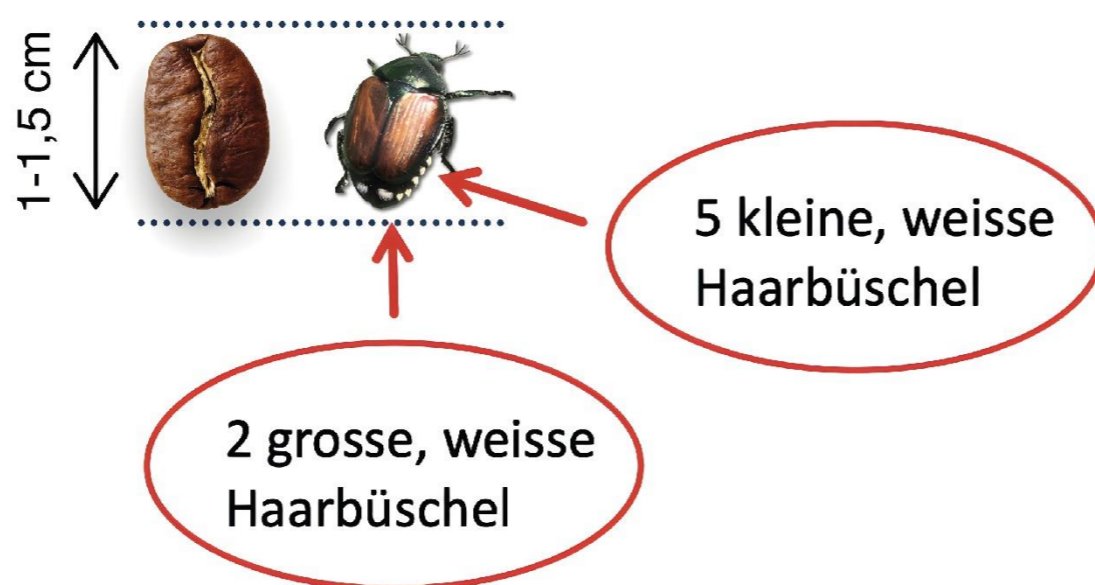 1-1,5 cm
5 kleine, weisse
Haarbüschel
2 grosse, weisse
Haarbüschel